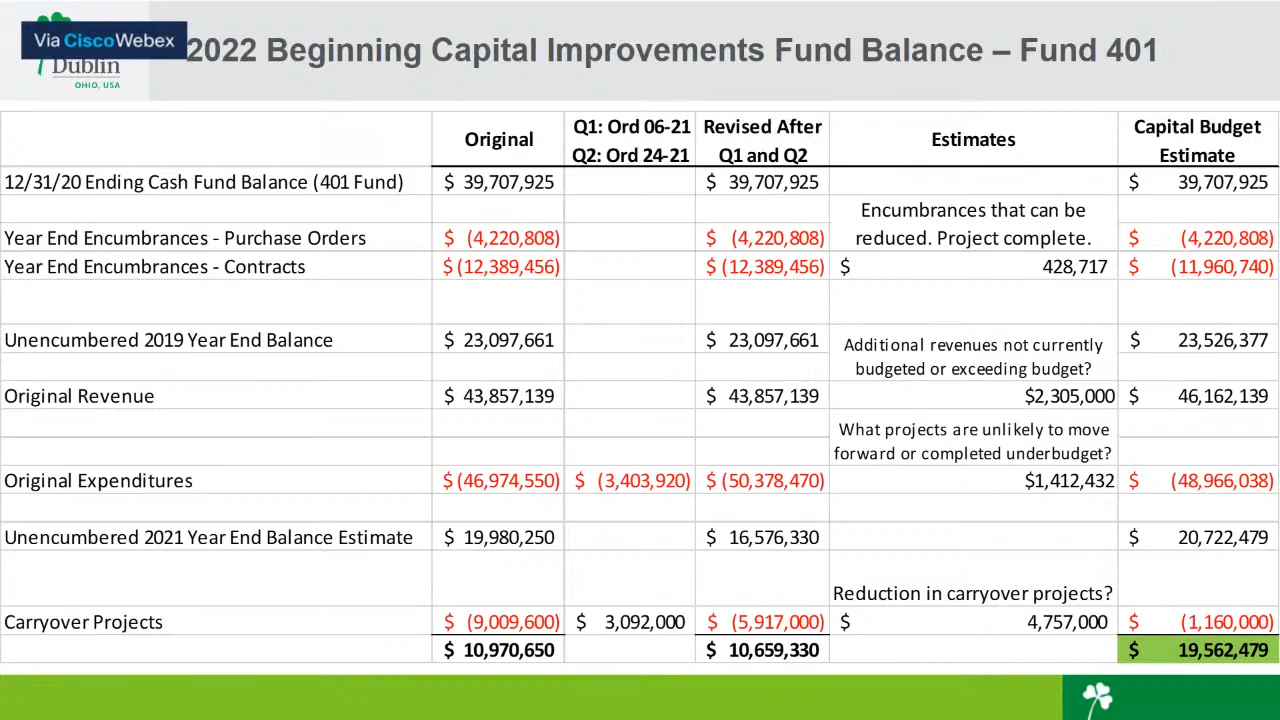 Via Cisco Webex
Dublin
OHIO, USA
2022 Beginning Capital Improvements Fund Balance – Fund 401
Original
Q1: Ord 06-21
Q2: Ord 24-21
Revised After
Q1 and Q2
Estimates
Capital Budget
Estimate
12/31/20 Ending Cash Fund Balance (401 Fund) $ 39,707,925 $ 39,707,925 $ 39,707,925
Encumbrances that can be
Year End Encumbrances - Purchase Orders $ (4,220,808) $ (4,220,808) reduced. Project complete. $ (4,220,808)
Year End Encumbrances - Contracts $ (12,389,456) $ (12,389,456) $ 428,717 $ (11,960,740)
Unencumbered 2019 Year End Balance $ 23,097,661 $ 23,097,661 $ 23,526,377
Additional revenues not currently
budgeted or exceeding budget?
Original Revenue $ 43,857,139 $ 43,857,139 $2,305,000 $ 46,162,139
What projects are unlikely to move
forward or completed underbudget?
Original Expenditures $ (46,974,550) $ (3,403,920) $ (50,378,470) $1,412,432 $ (48,966,038)
Unencumbered 2021 Year End Balance Estimate $ 19,980,250 $ 16,576,330 $ 20,722,479
Reduction in carryover projects?
Carryover Projects $ (9,009,600) $ 3,092,000 $ (5,917,000) $ 4,757,000 $ (1,160,000)
$ 10,970,650 $ 10,659,330 $ 19,562,479